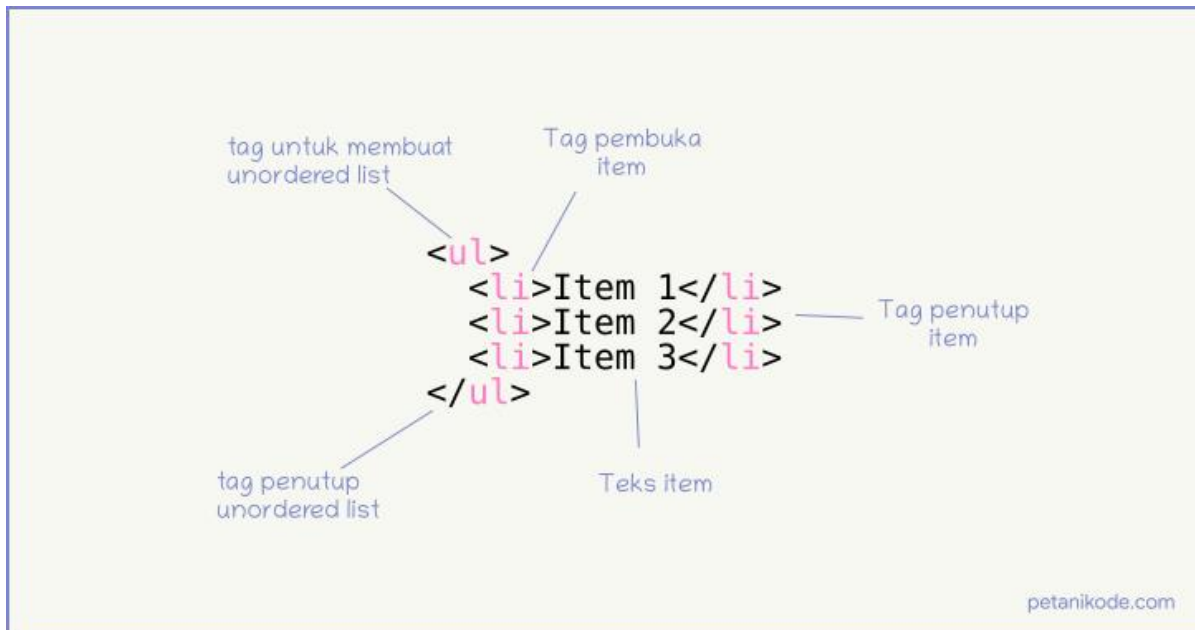 tag untuk membuat
unordered list
Tag pembuka
item
<ul>
<li>Item 1</li>
<li>Item 2</li>
<li>Item 3</li>
</ul>
Tag penutup
item
tag penutup
unordered list
Teks item
petanikode.com